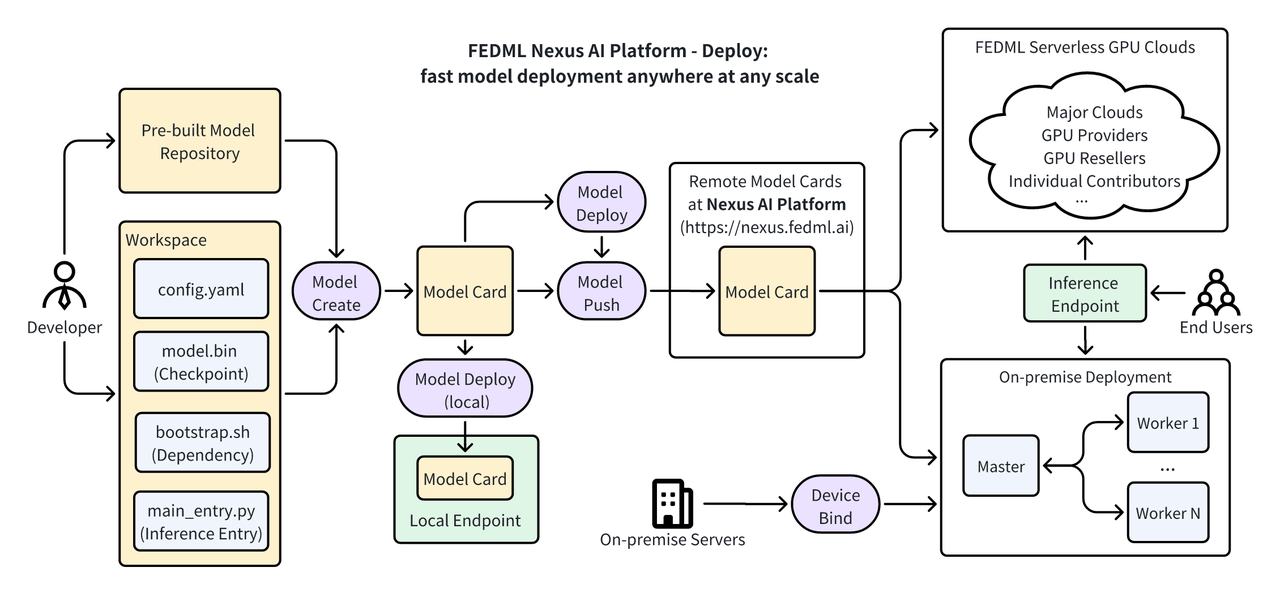 FEDML Nexus AI Platform - Deploy:
fast model deployment anywhere at any scale
Developer
Pre-built Model
Repository
Workspace
config.yaml
model.bin
(Checkpoint)
bootstrap.sh
(Dependency)
main_entry.py
(Inference Entry)
Model
Create
Model Card
Model
Deploy
Model
Push
Model Deploy
(local)
Model Card
Local Endpoint
Remote Model Cards
at Nexus AI Platform
(https://nexus.fedml.ai)
Model Card
On-premise Servers
Device
Bind
FEDML Serverless GPU Clouds
Major Clouds
GPU Providers
GPU Resellers
Individual Contributors
...
Inference
Endpoint
End Users
On-premise Deployment
Master
Worker 1
...
Worker N